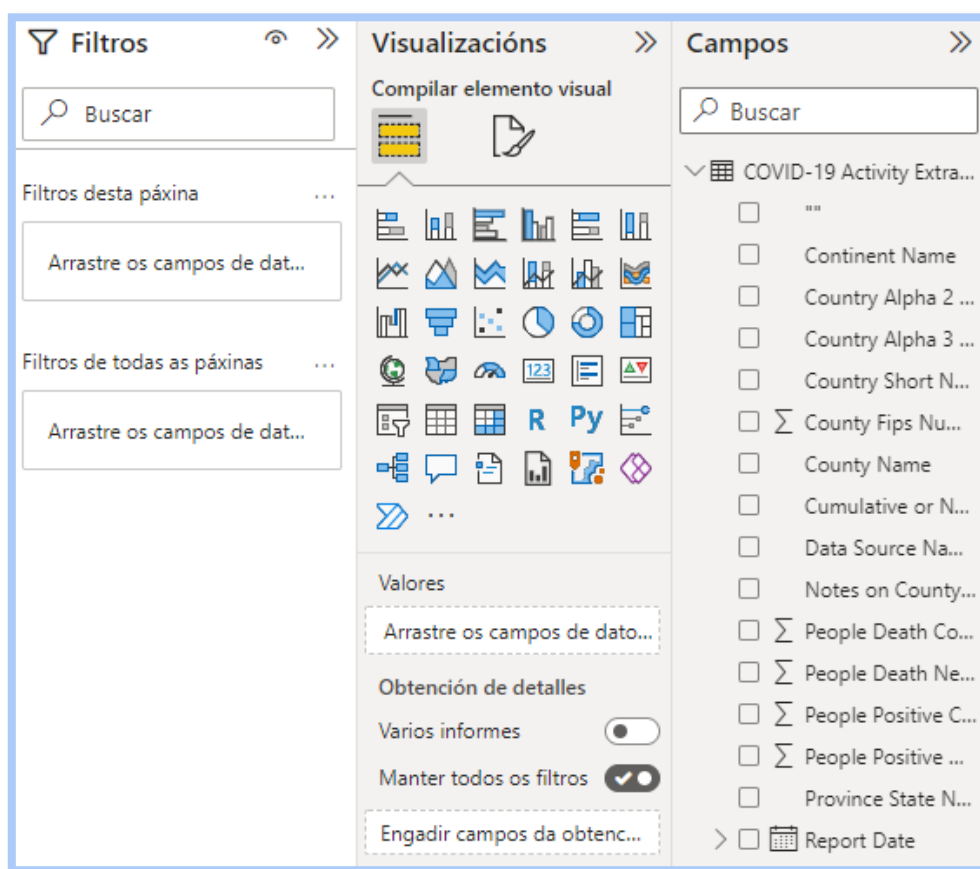 Filtros
Buscar
Filtros desta páxina
...
Arrastre os campos de dat...
Filtros de todas as páxinas
...
Arrastre os campos de dat...
Visualizacións
Compilar elemento visual
123
R
Py
...
Valores
Arrastre os campos de dato...
Obtención de detalles
Varios informes
Manter todos os filtros
Engadir campos da obtenc...
Campos
Buscar
COVID-19 Activity Extra...
""
Continent Name
Country Alpha 2 ...
Country Alpha 3 ...
Country Short N...
∑ County Fips Nu...
County Name
Cumulative or N...
Data Source Na...
Notes on County...
∑ People Death Co...
∑ People Death Ne...
∑ People Positive C...
∑ People Positive ...
Province State N...
Report Date